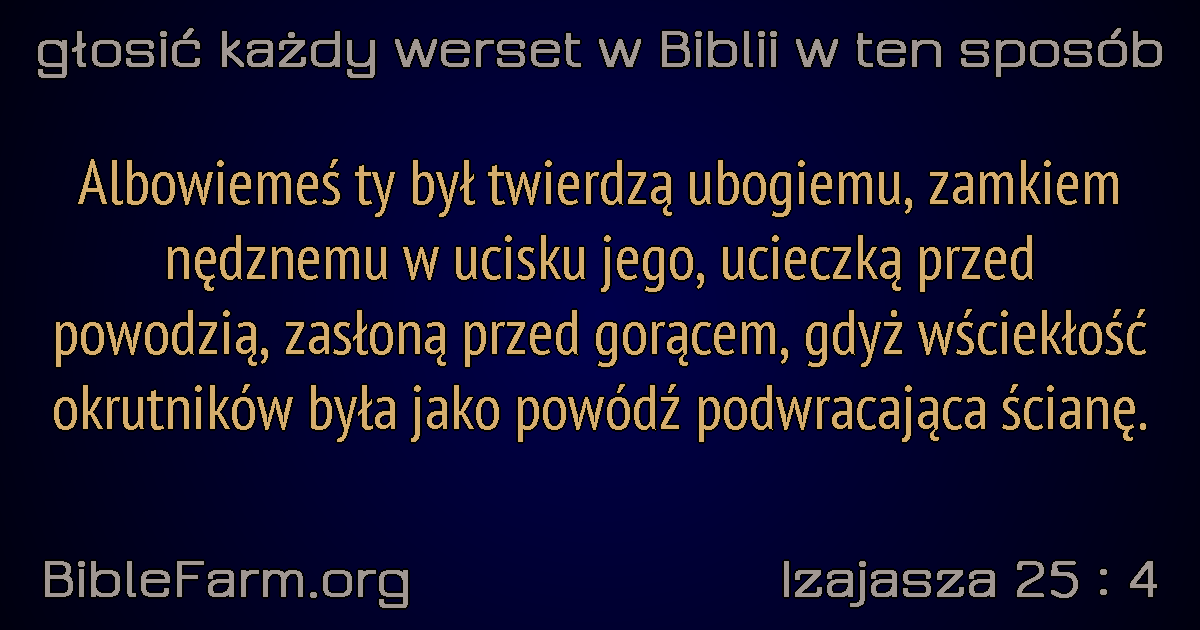 głosić każdy werset w Biblii w ten sposób
Albowiemeś ty był twierdzą ubogiemu, zamkiem
nędznemu w ucisku jego, ucieczką przed
powodzią, zasłoną przed gorącem, gdyż wściekłość
okrutników była jako powódź podwracająca ścianę.
BibleFarm.org
Izajasza 25 : 4